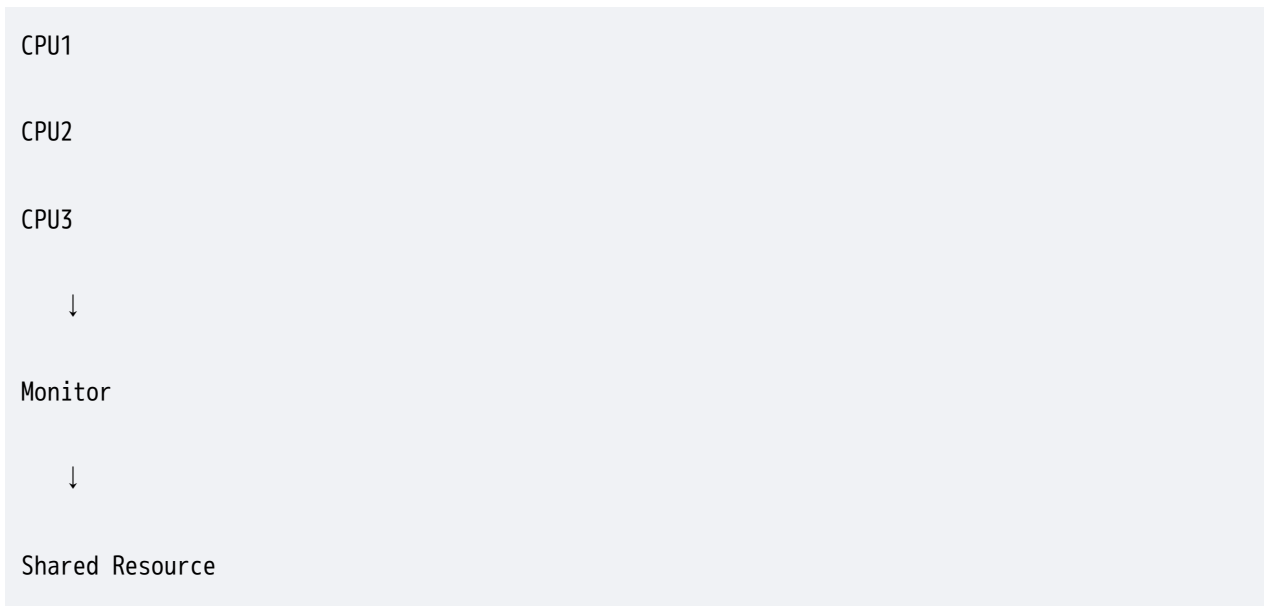 CPU1
CPU2
CPU3
↓
Monitor
↓
Shared Resource